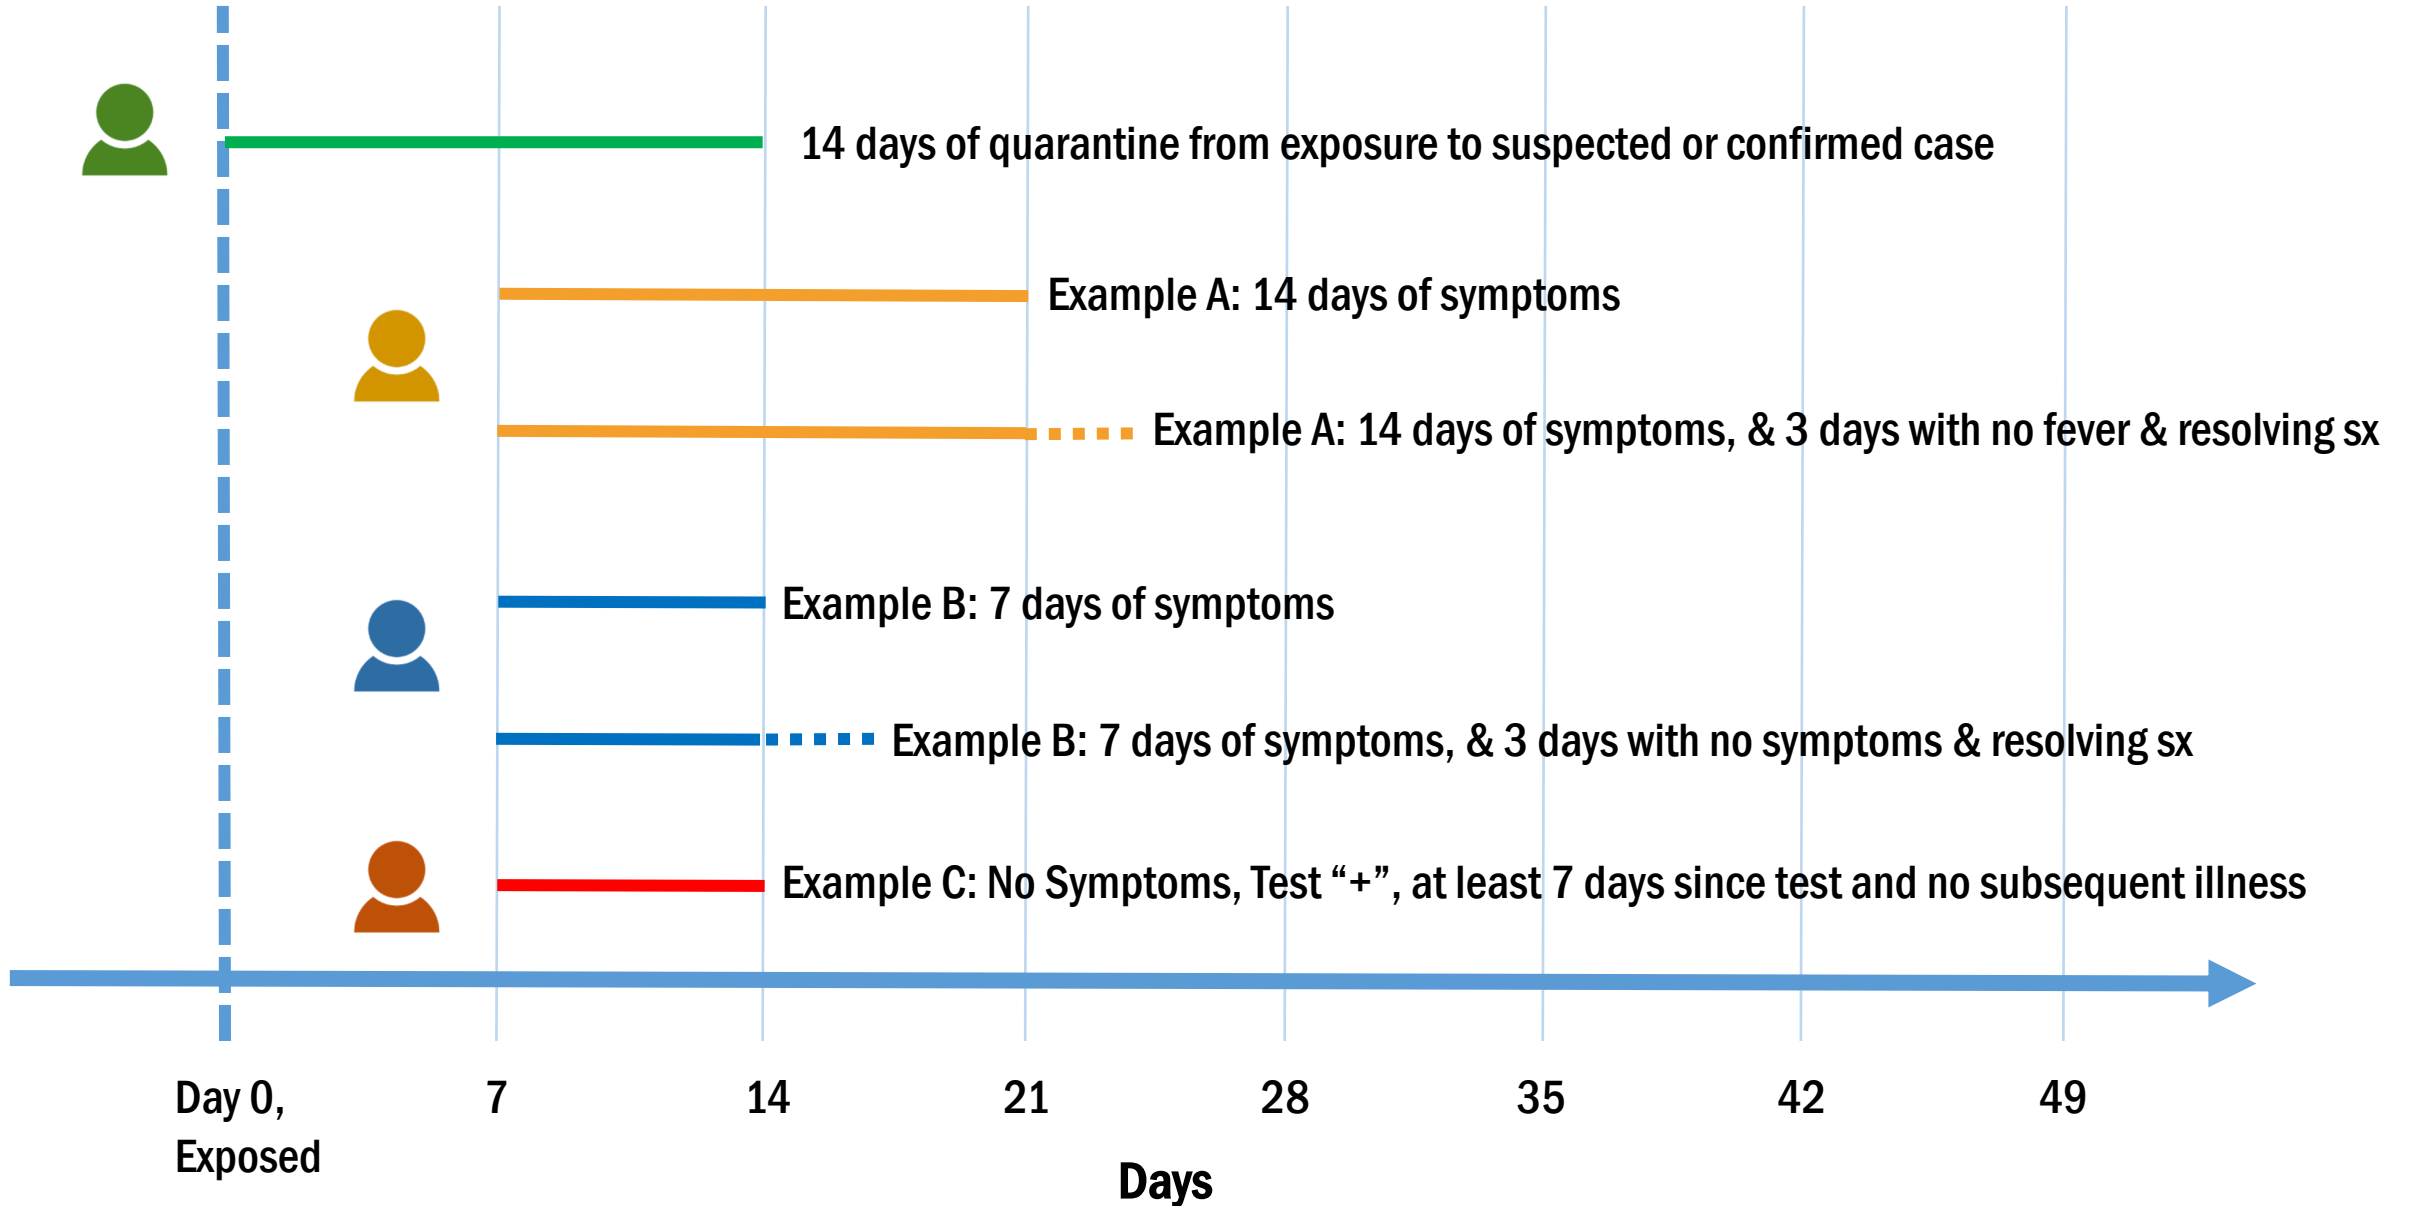 14 days of quarantine from exposure to suspected or confirmed case
Example A: 14 days of symptoms
Example A: 14 days of symptoms, & 3 days with no fever & resolving sx
Example B: 7 days of symptoms
Example B: 7 days of symptoms, & 3 days with no symptoms & resolving sx
Example C: No Symptoms, Test “+”, at least 7 days since test and no subsequent illness
Day 0,
Exposed
7
14
21
28
35
42
49
Days